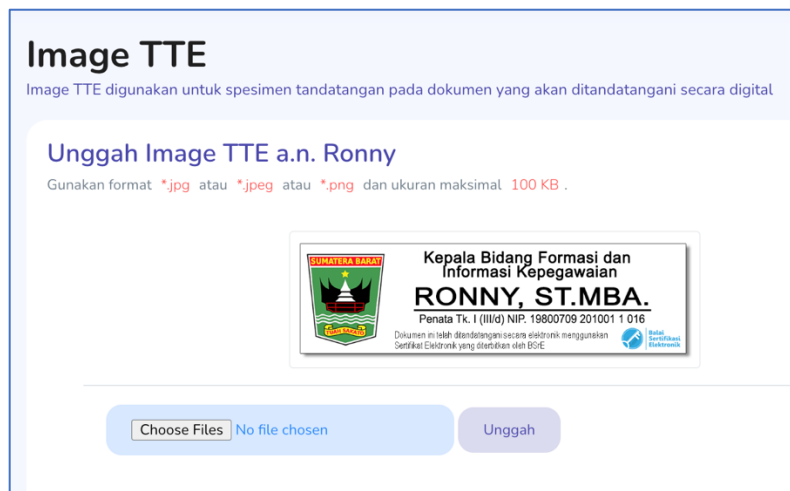 Image TTE
Image TTE digunakan untuk spesimen tandatangan pada dokumen yang akan ditandatangani secara digital
Unggah Image TTE a.n. Ronny
Gunakan format *.jpg atau *.jpeg atau *.png dan ukuran maksimal 100 KB .
SUMATERA BARAT
TUAH SAKATO
Kepala Bidang Formasi dan
Informasi Kepegawaian
RONNY, ST.MBA.
Penata Tk. I (III/d) NIP. 19800709 201001 1 016
Dokumen ini telah ditandatangani secara elektronik menggunakan
Sertifikat Elektronik yang diterbitkan oleh BSrE
Balai
Sertifikasi
Elektronik
Choose Files No file chosen
Unggah